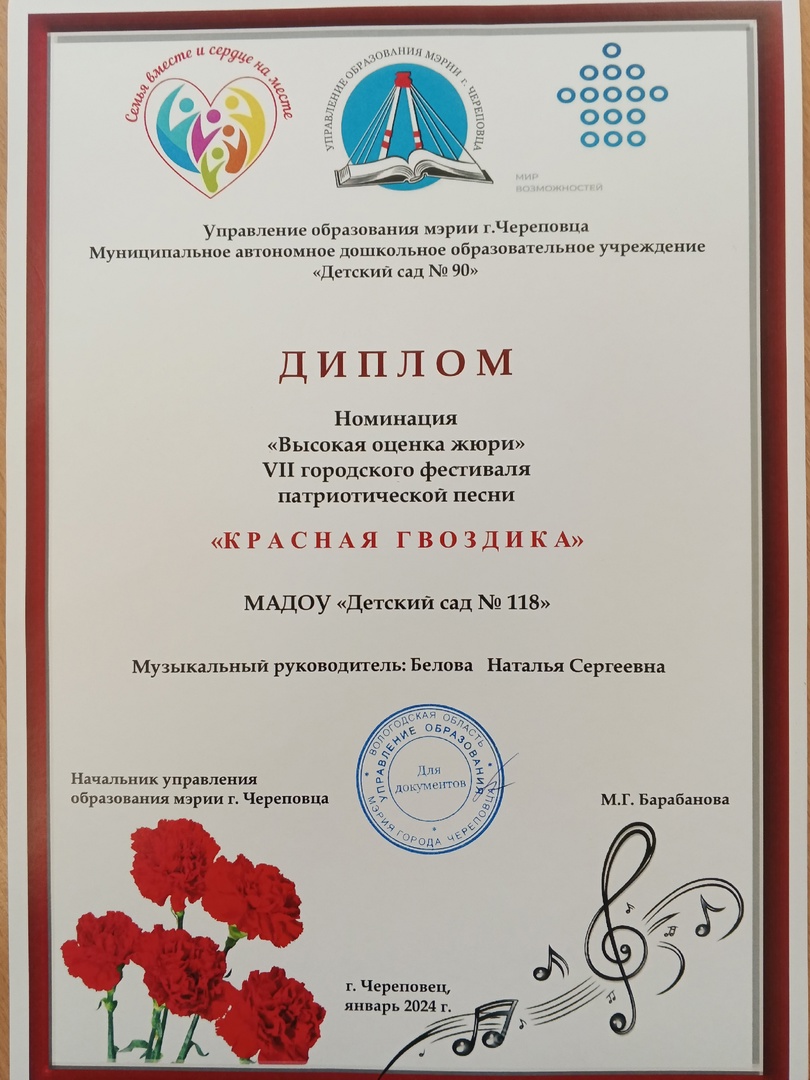 Семья вместе и сердце на месте
УПРАВЛЕНИЕ ОБРАЗОВАНИЯ МЭРИИ г. ЧЕРЕПОВЦА
МИР
ВОЗМОЖНОСТЕЙ
Управление образования мэрии г.Череповца
Муниципальное автономное дошкольное образовательное учреждение
«Детский сад № 90»
ДИПЛОМ
Номинация
«Высокая оценка жюри»
VII городского фестиваля
патриотической песни
«КРАСНАЯ ГВОЗДИКА»
МАДОУ «Детский сад № 118»
Музыкальный руководитель: Белова Наталья Сергеевна
ВОЛОГОДСКАЯ ОБЛАСТЬ
УПРАВЛЕНИЕ ОБРАЗОВАНИЯ
Для
документов
МЭРИЯ ГОРОДА ЧЕРЕПОВЦА
Начальник управления
образования мэрии г. Череповца
М.Г. Барабанова
г. Череповец,
январь 2024 г.